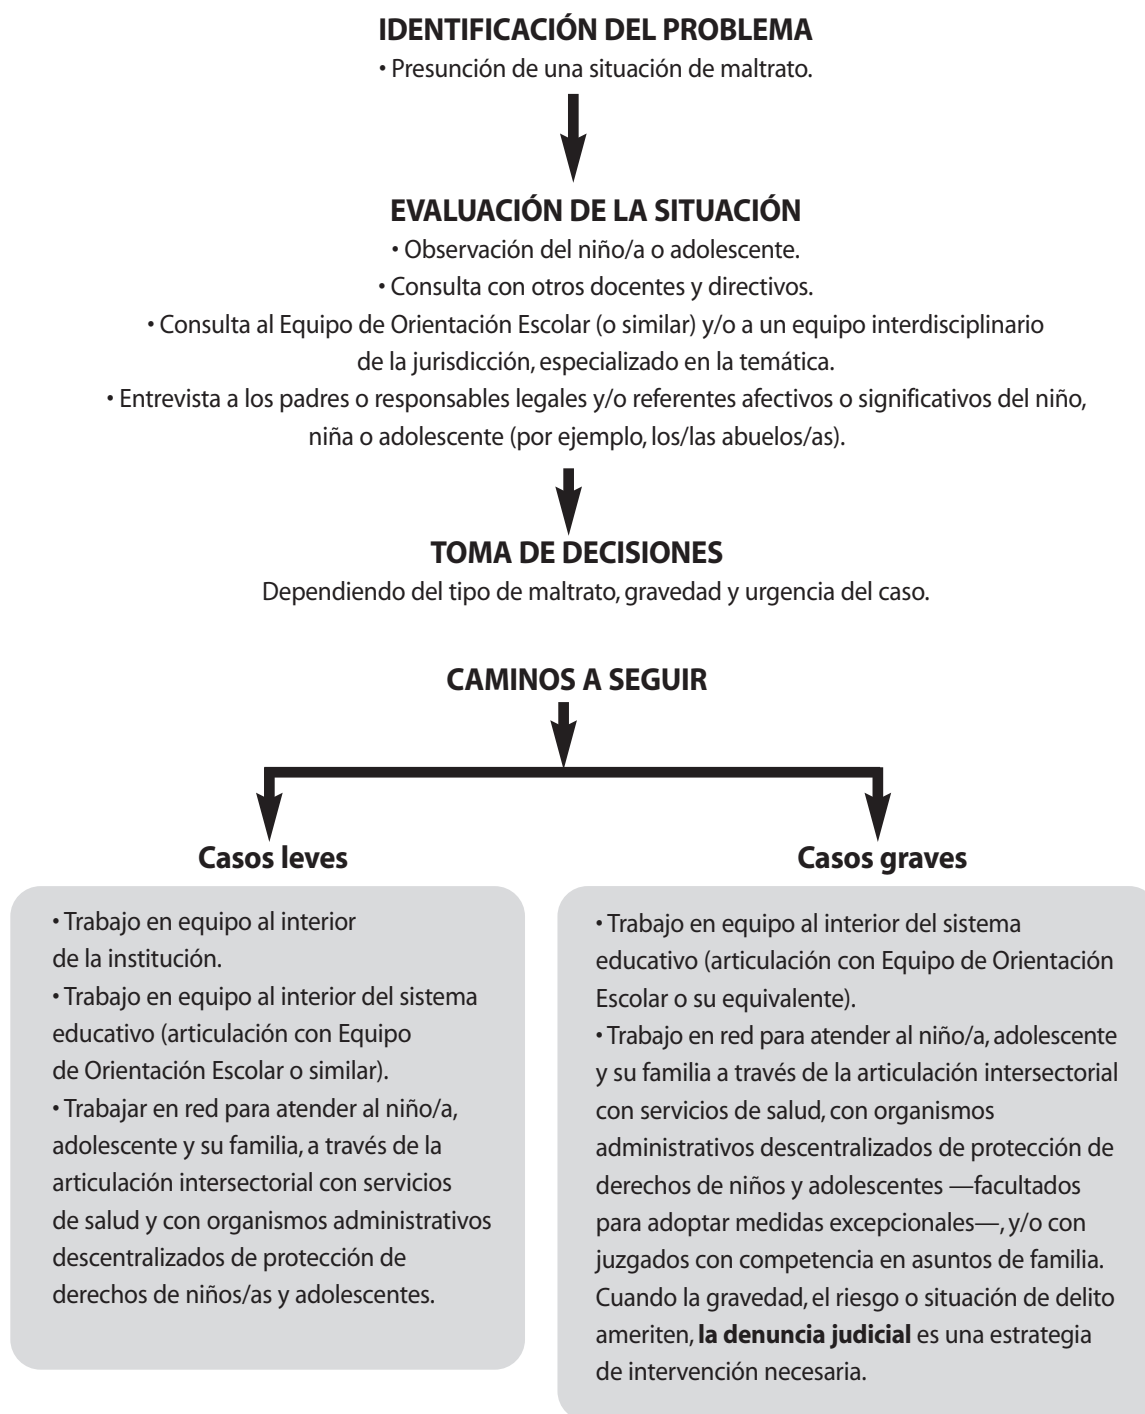 IDENTIFICACIÓN DEL PROBLEMA
• Presunción de una situación de maltrato.
EVALUACIÓN DE LA SITUACIÓN
• Observación del niño/a o adolescente.
• Consulta con otros docentes y directivos.
• Consulta al Equipo de Orientación Escolar (o similar) y/o a un equipo interdisciplinario
de la jurisdicción, especializado en la temática.
• Entrevista a los padres o responsables legales y/o referentes afectivos o significativos del niño,
niña o adolescente (por ejemplo, los/las abuelos/as).
TOMA DE DECISIONES
Dependiendo del tipo de maltrato, gravedad y urgencia del caso.
CAMINOS A SEGUIR
Casos leves
• Trabajo en equipo al interior
de la institución.
• Trabajo en equipo al interior del sistema
educativo (articulación con Equipo
de Orientación Escolar o similar).
• Trabajar en red para atender al niño/a,
adolescente y su familia, a través de la
articulación intersectorial con servicios
de salud y con organismos administrativos
descentralizados de protección de
derechos de niños/as y adolescentes.
Casos graves
• Trabajo en equipo al interior del sistema
educativo (articulación con Equipo de Orientación
Escolar o su equivalente).
• Trabajo en red para atender al niño/a, adolescente
y su familia a través de la articulación intersectorial
con servicios de salud, con organismos
administrativos descentralizados de protección de
derechos de niños y adolescentes —facultados
para adoptar medidas excepcionales—, y/o con
juzgados con competencia en asuntos de familia.
Cuando la gravedad, el riesgo o situación de delito
ameriten, la denuncia judicial es una estrategia
de intervención necesaria.